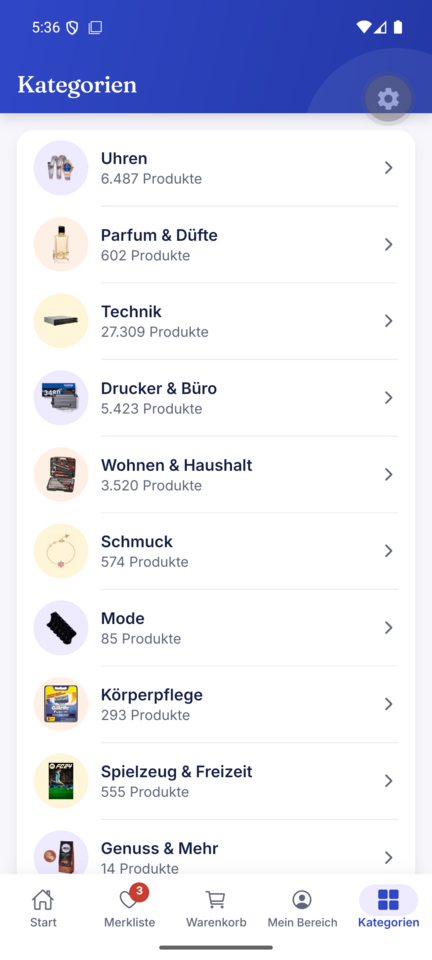 5:36
Kategorien
Uhren
6.487 Produkte
Parfum & Düfte
602 Produkte
Technik
27.309 Produkte
Drucker & Büro
5.423 Produkte
Wohnen & Haushalt
3.520 Produkte
Schmuck
574 Produkte
Mode
85 Produkte
Körperpflege
293 Produkte
Spielzeug & Freizeit
555 Produkte
Genuss & Mehr
14 Produkte
3
Start
Merkliste
Warenkorb
Mein Bereich
Kategorien